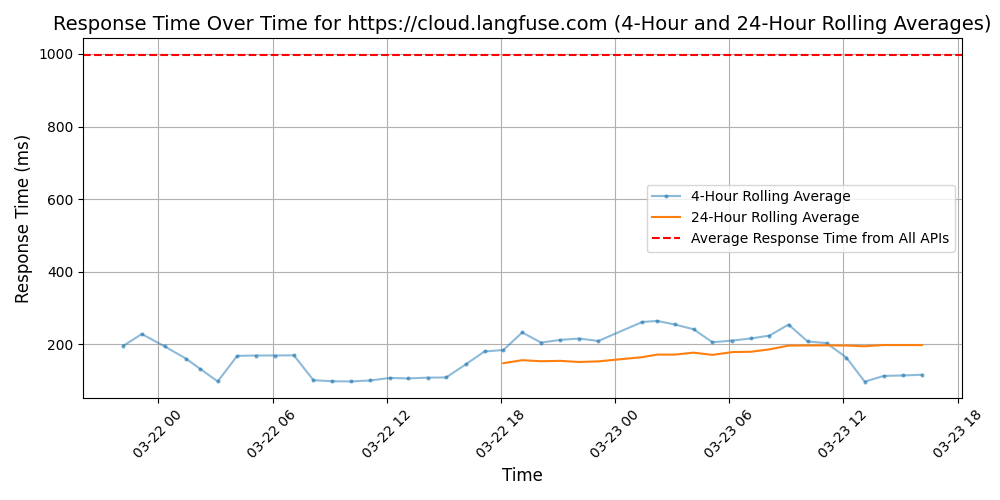 Response Time Over Time for https://cloud.langfuse.com (4-Hour and 24-Hour Rolling Averages)
Response Time (ms)
1000
800
600
400
200
4-Hour Rolling Average
24-Hour Rolling Average
Average Response Time from All APIs
03-22 00
03-22 06
03-22 12
03-22 18
03-23 00
03-23 06
03-23 12
03-23 18
Time